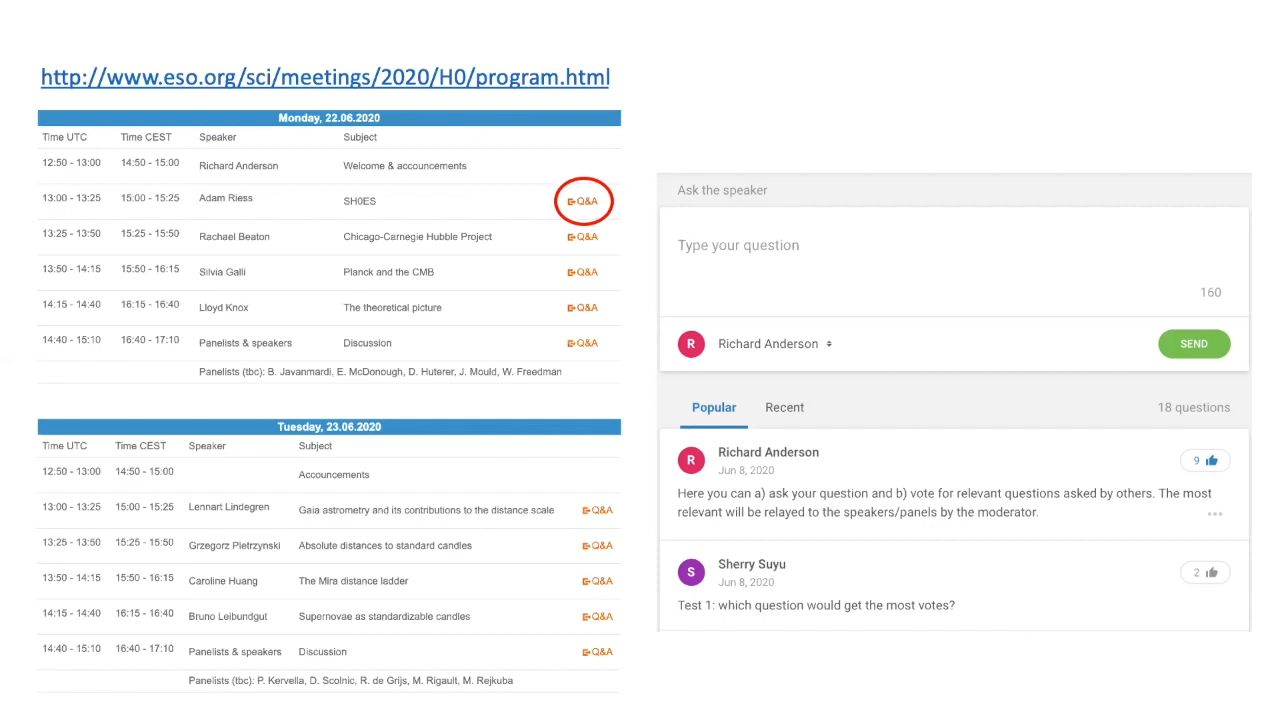 http://www.eso.org/sci/meetings/2020/H0/program.html
Monday, 22.06.2020
Time UTC Time CEST Speaker Subject
12:50 - 13:00 14:50 - 15:00 Richard Anderson Welcome & accouncements
13:00 - 13:25 15:00 - 15:25 Adam Riess SH0ES Q&A
13:25 - 13:50 15:25 - 15:50 Rachael Beaton Chicago-Carnegie Hubble Project Q&A
13:50 - 14:15 15:50 - 16:15 Silvia Galli Planck and the CMB Q&A
14:15 - 14:40 16:15 - 16:40 Lloyd Knox The theoretical picture Q&A
14:40 - 15:10 16:40 - 17:10 Panelists & speakers Discussion Q&A
Panelists (tbc): B. Javanmardi, E. McDonough, D. Huterer, J. Mould, W. Freedman
Tuesday, 23.06.2020
Time UTC Time CEST Speaker Subject
12:50 - 13:00 14:50 - 15:00 Accouncements
13:00 - 13:25 15:00 - 15:25 Lennart Lindegren Gaia astrometry and its contributions to the distance scale Q&A
13:25 - 13:50 15:25 - 15:50 Grzegorz Pietrzynski Absolute distances to standard candles Q&A
13:50 - 14:15 15:50 - 16:15 Caroline Huang The Mira distance ladder Q&A
14:15 - 14:40 16:15 - 16:40 Bruno Leibundgut Supernovae as standardizable candles Q&A
14:40 - 15:10 16:40 - 17:10 Panelists & speakers Discussion Q&A
Panelists (tbc): P. Kervella, D. Scolnic, R. de Grijs, M. Rigault, M. Rejkuba
Ask the speaker
Type your question
160
R Richard Anderson SEND
Popular Recent 18 questions
R Richard Anderson 9
Jun 8, 2020
Here you can a) ask your question and b) vote for relevant questions asked by others. The most
relevant will be relayed to the speakers/panels by the moderator.
S Sherry Suyu 2
Jun 8, 2020
Test 1: which question would get the most votes?